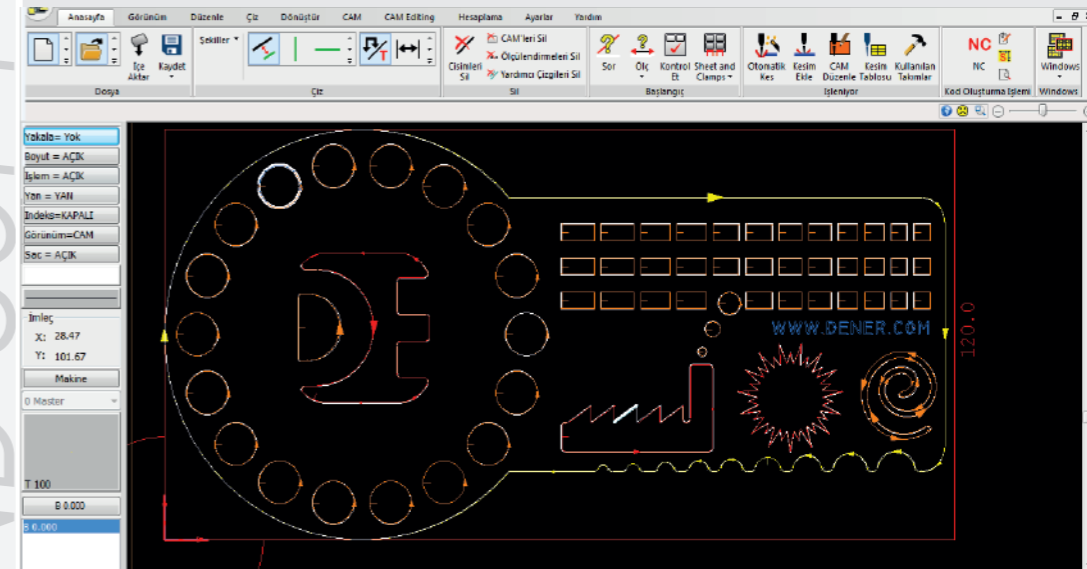 Anasayfa Görünüm Düzenle Çiz Dönüştür CAM CAM Editing Hesaplama Ayarlar Yardım
Şekiller
İçe Aktar
Kaydet
Cisimleri Sil
CAM'leri Sil
Ölçülendirmeleri Sil
Yardımcı Çizgileri Sil
Sor
Ölç
Kontrol Et
Sheet and Clamps
Otomatik Kes
Kesim Ekle
CAM Düzenle
Kesim Tablosu
Kullanılan Takımlar
NC
NC
Windows
Dosya Çiz Sil Başlangıç İşleniyor Kod Oluşturma İşlemi Windows
Yakala= Yok
Boyut = AÇIK
İşlem = AÇIK
Yan = YAN
İndeks=KAPALI
Görünüm=CAM
Sac = AÇIK
İmleç
X: 28.47
Y: 101.67
Makine
0 Master
T 100
B 0.000
B 0.000
DE
WWW.DENER.COM
120.0